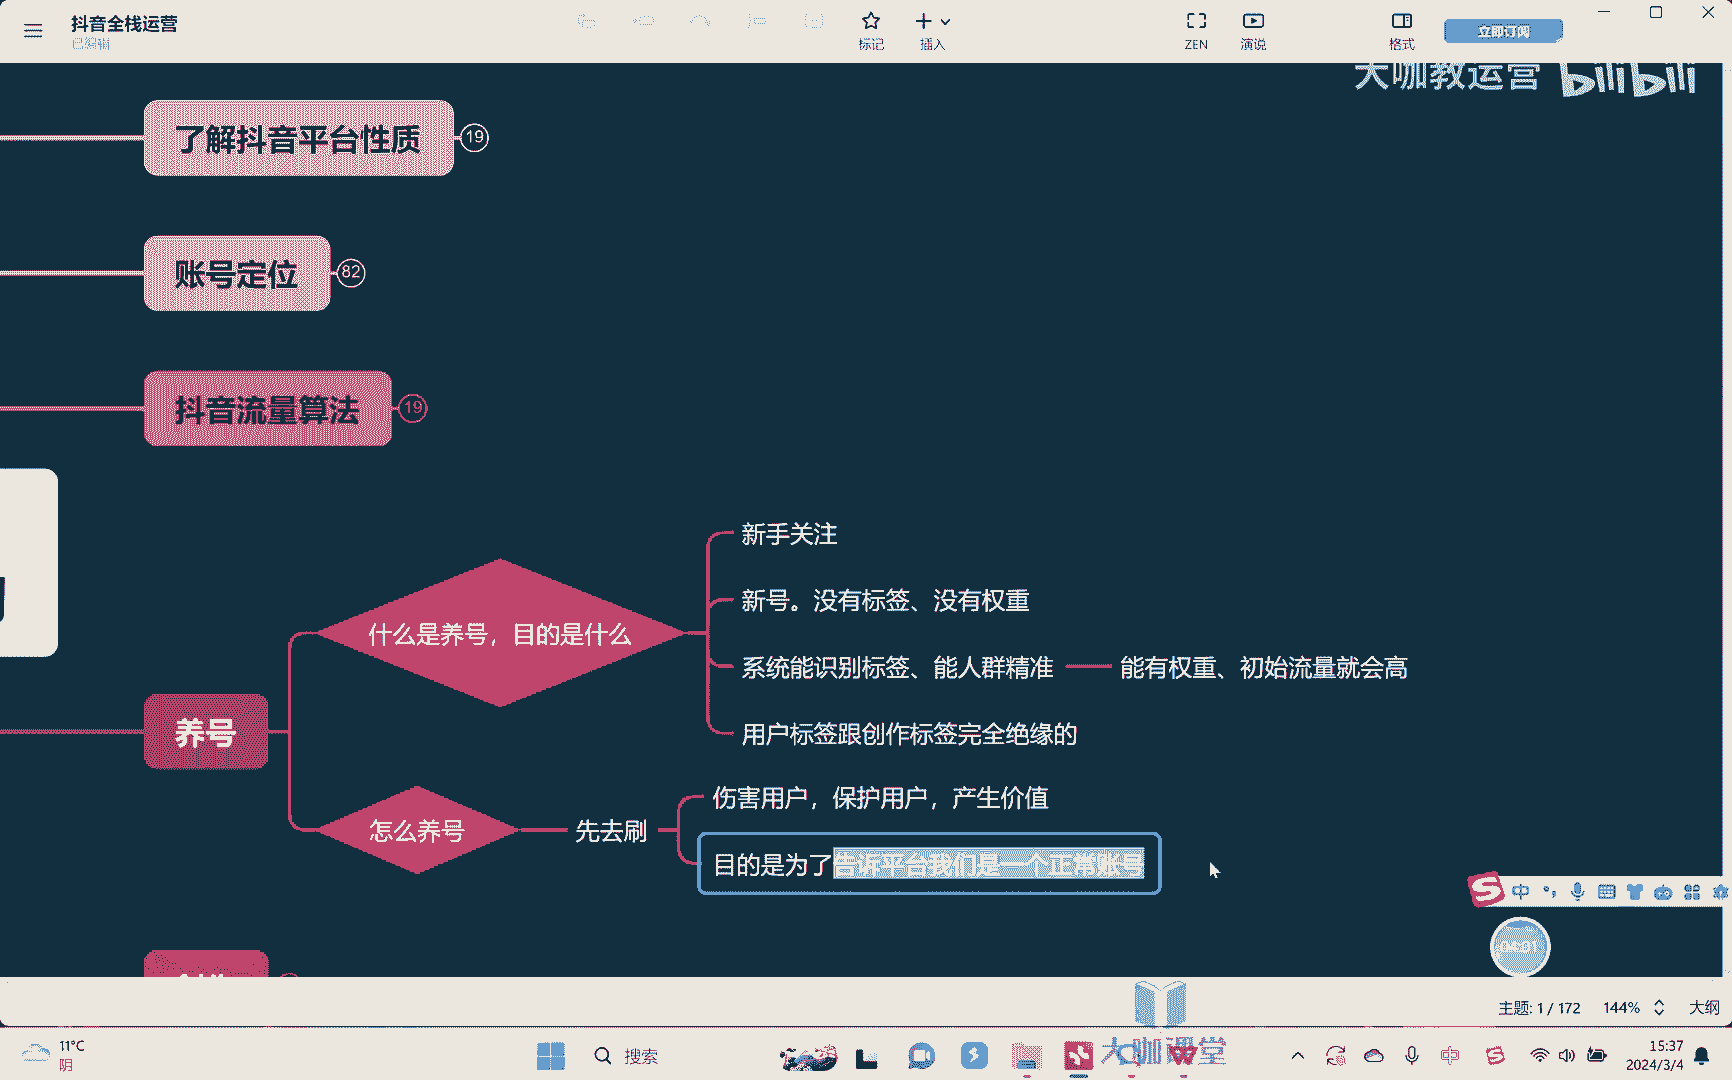 抖音全栈运营
已编辑
标记
插入
ZEN
演说
格式
立即订阅
大咖教运营 bilibili
了解抖音平台性质
19
账号定位
82
抖音流量算法
19
新手关注
新号。没有标签、没有权重
什么是养号，目的是什么
系统能识别标签、能人群精准
能有权重、初始流量就会高
养号
用户标签跟创作标签完全绝缘的
伤害用户，保护用户，产生价值
怎么养号
先去刷
目的是为了告诉平台我们是一个正常账号
中
04:01
主题: 1 / 172
144%
大纲
11°C
阴
搜索
大咖课堂
中
15:37
2024/3/4